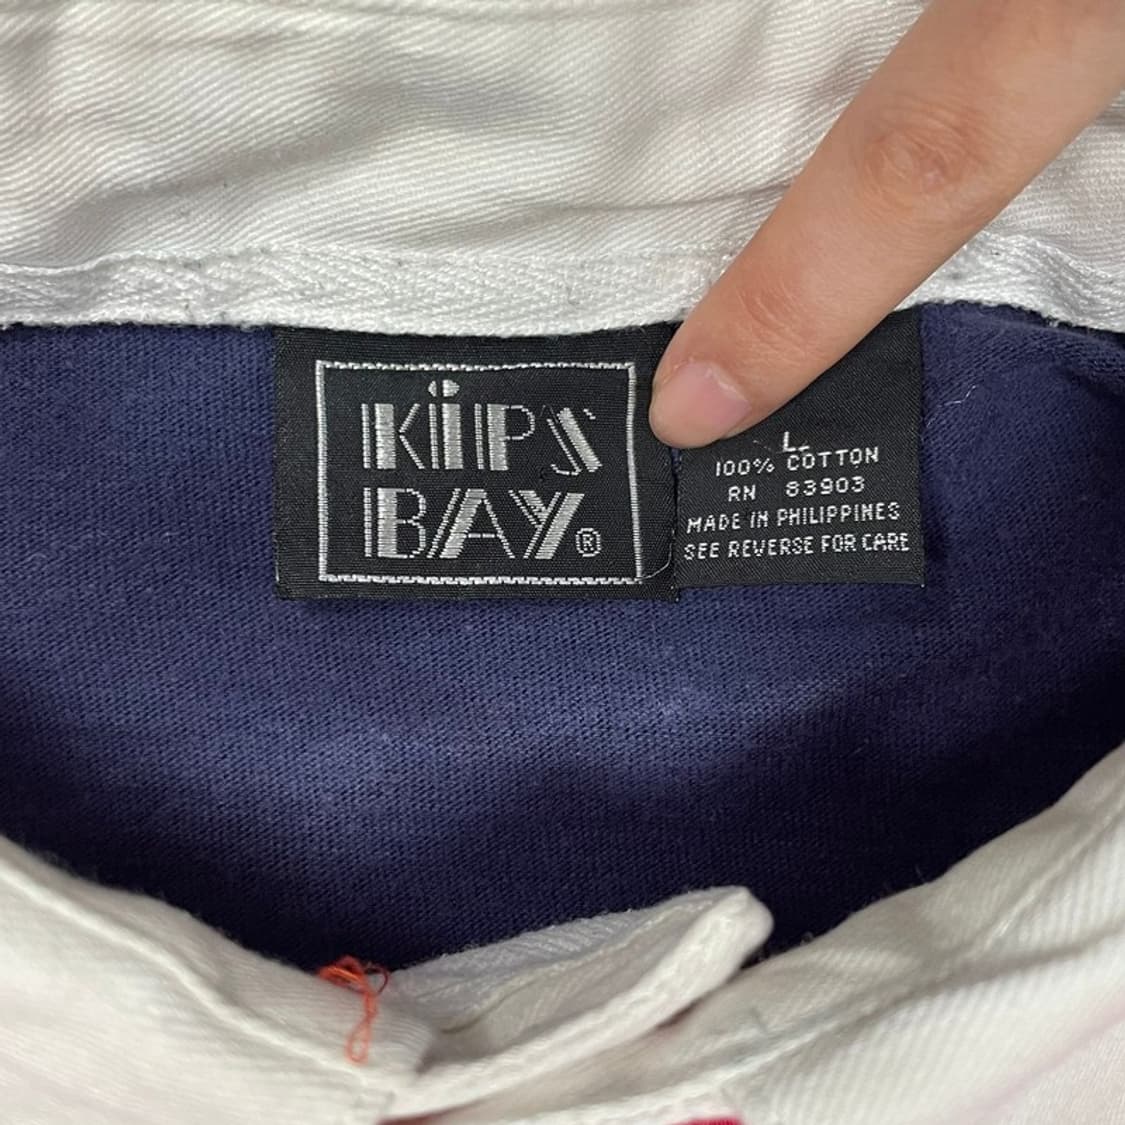 KiPS
BAY®
L
100% COTTON
RN 83903
MADE IN PHILIPPINES
SEE REVERSE FOR CARE